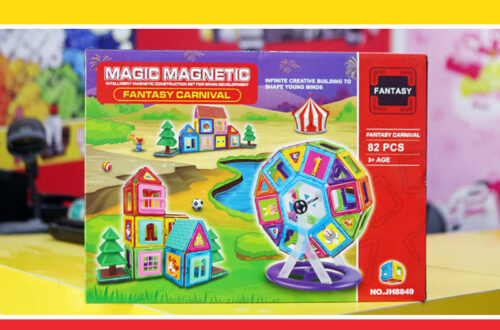 MAGIC MAGNETIC
INTELLIGENT MAGNETIC CONSTRUCTION SET FOR BRAIN DEVELOPMENT
FANTASY CARNIVAL
INFINITE CREATIVE BUILDING TO
SHAPE YOUNG MINDS
FANTASY
FANTASY CARNIVAL
82 PCS
3+ AGE
NO.JH8849